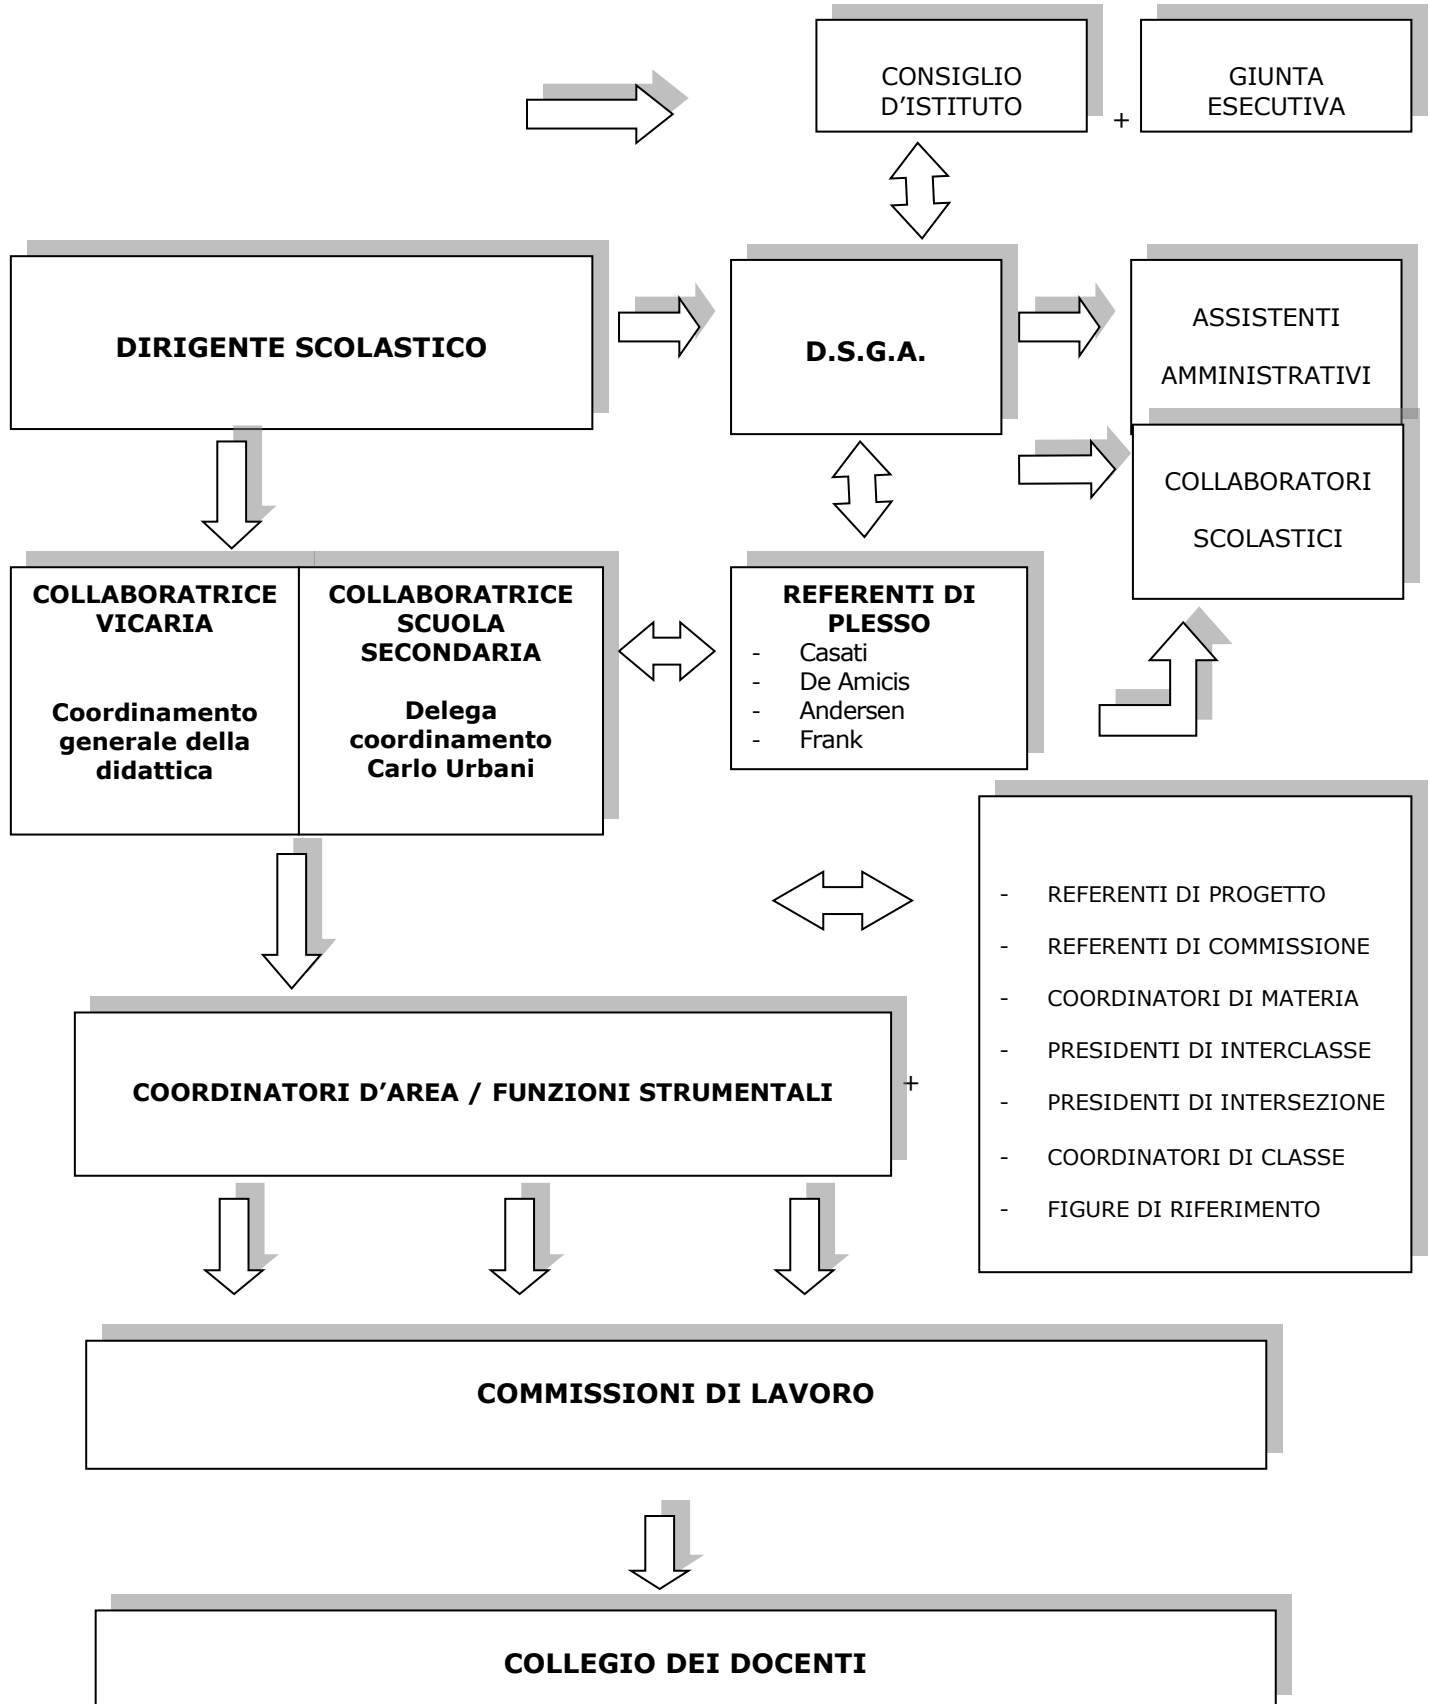 CONSIGLIO
D’ISTITUTO
+
GIUNTA
ESECUTIVA
DIRIGENTE SCOLASTICO
D.S.G.A.
ASSISTENTI
AMMINISTRATIVI
COLLABORATORI
SCOLASTICI
COLLABORATRICE
VICARIA
Coordinamento
generale della
didattica
COLLABORATRICE
SCUOLA
SECONDARIA
Delega
coordinamento
Carlo Urbani
REFERENTI DI
PLESSO
- Casati
- De Amicis
- Andersen
- Frank
- REFERENTI DI PROGETTO
- REFERENTI DI COMMISSIONE
- COORDINATORI DI MATERIA
- PRESIDENTI DI INTERCLASSE
- PRESIDENTI DI INTERSEZIONE
- COORDINATORI DI CLASSE
- FIGURE DI RIFERIMENTO
COORDINATORI D’AREA / FUNZIONI STRUMENTALI
+
COMMISSIONI DI LAVORO
COLLEGIO DEI DOCENTI